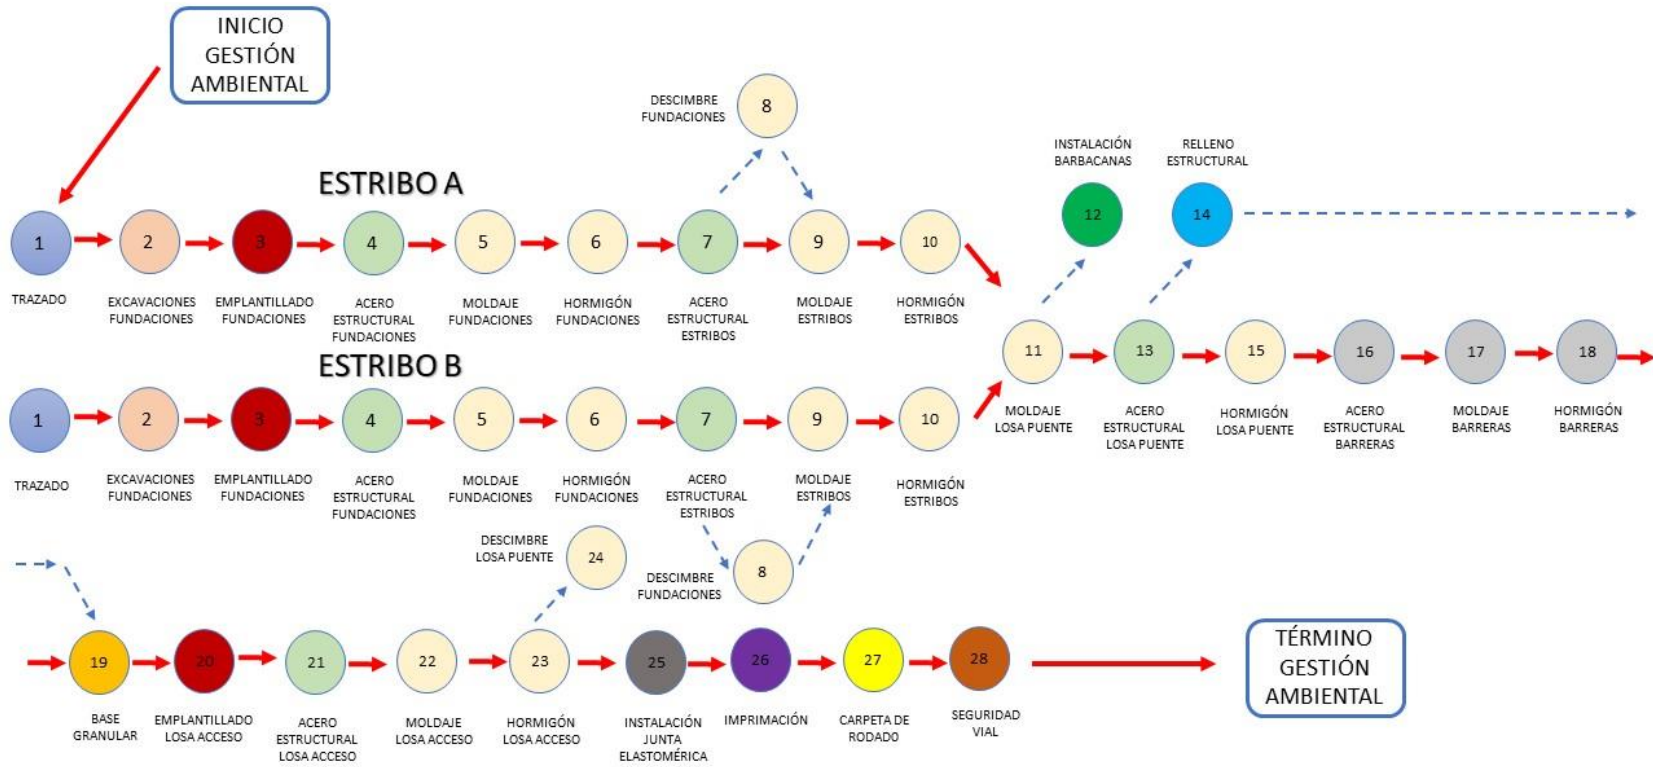 INICIO
GESTIÓN
AMBIENTAL
DESCIMBRE
FUNDACIONES
8
INSTALACIÓN
BARBACANAS
RELLENO
ESTRUCTURAL
12
14
ESTRIBO A
1
2
3
4
5
6
7
9
10
TRAZADO
EXCAVACIONES
FUNDACIONES
EMPLANTILLADO
FUNDACIONES
ACERO
ESTRUCTURAL
FUNDACIONES
MOLDAJE
FUNDACIONES
HORMIGÓN
FUNDACIONES
ACERO
ESTRUCTURAL
ESTRIBOS
MOLDAJE
ESTRIBOS
HORMIGÓN
ESTRIBOS
ESTRIBO B
1
2
3
4
5
6
7
9
10
TRAZADO
EXCAVACIONES
FUNDACIONES
EMPLANTILLADO
FUNDACIONES
ACERO
ESTRUCTURAL
FUNDACIONES
MOLDAJE
FUNDACIONES
HORMIGÓN
FUNDACIONES
ACERO
ESTRUCTURAL
ESTRIBOS
MOLDAJE
ESTRIBOS
HORMIGÓN
ESTRIBOS
DESCIMBRE
FUNDACIONES
8
11
13
15
16
17
18
MOLDAJE
LOSA PUENTE
ACERO
ESTRUCTURAL
LOSA PUENTE
HORMIGÓN
LOSA PUENTE
ACERO
ESTRUCTURAL
BARRERAS
MOLDAJE
BARRERAS
HORMIGÓN
BARRERAS
DESCIMBRE
LOSA PUENTE
24
19
20
21
22
23
25
26
27
28
BASE
GRANULAR
EMPLANTILLADO
LOSA ACCESO
ACERO
ESTRUCTURAL
LOSA ACCESO
MOLDAJE
LOSA ACCESO
HORMIGÓN
LOSA ACCESO
INSTALACIÓN
JUNTA
ELASTOMÉRICA
IMPRIMACIÓN
CARPETA DE
RODADO
SEGURIDAD
VIAL
TÉRMINO
GESTIÓN
AMBIENTAL